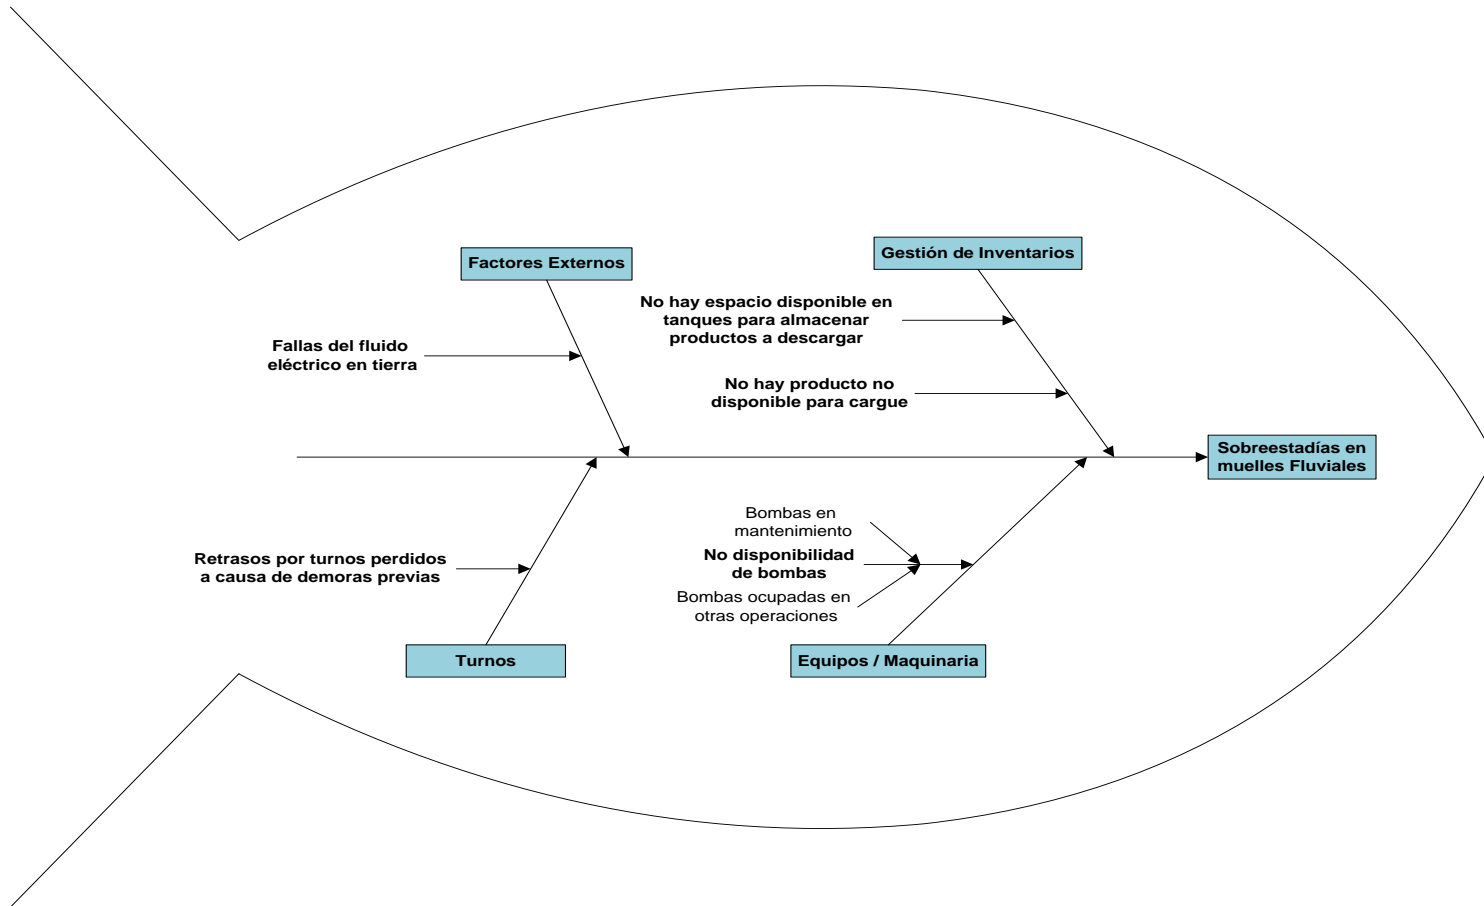 Factores Externos
Gestión de Inventarios
No hay espacio disponible en
tanques para almacenar
productos a descargar
Fallas del fluido
eléctrico en tierra
No hay producto no
disponible para cargue
Sobreestadías en
muelles Fluviales
Bombas en
mantenimiento
Retrasos por turnos perdidos
a causa de demoras previas
No disponibilidad
de bombas
Bombas ocupadas en
otras operaciones
Turnos
Equipos / Maquinaria